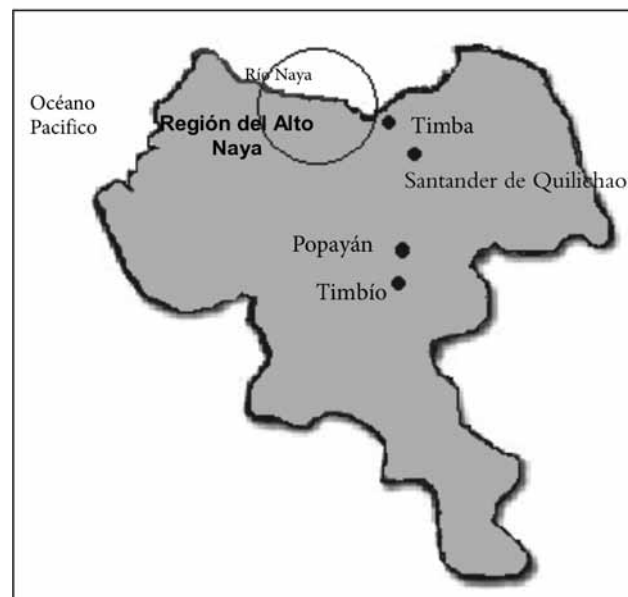 Río Naya
Océano
Pacifico
Región del Alto
Naya
Timba
Santander de Quilichao
Popayán
Timbío